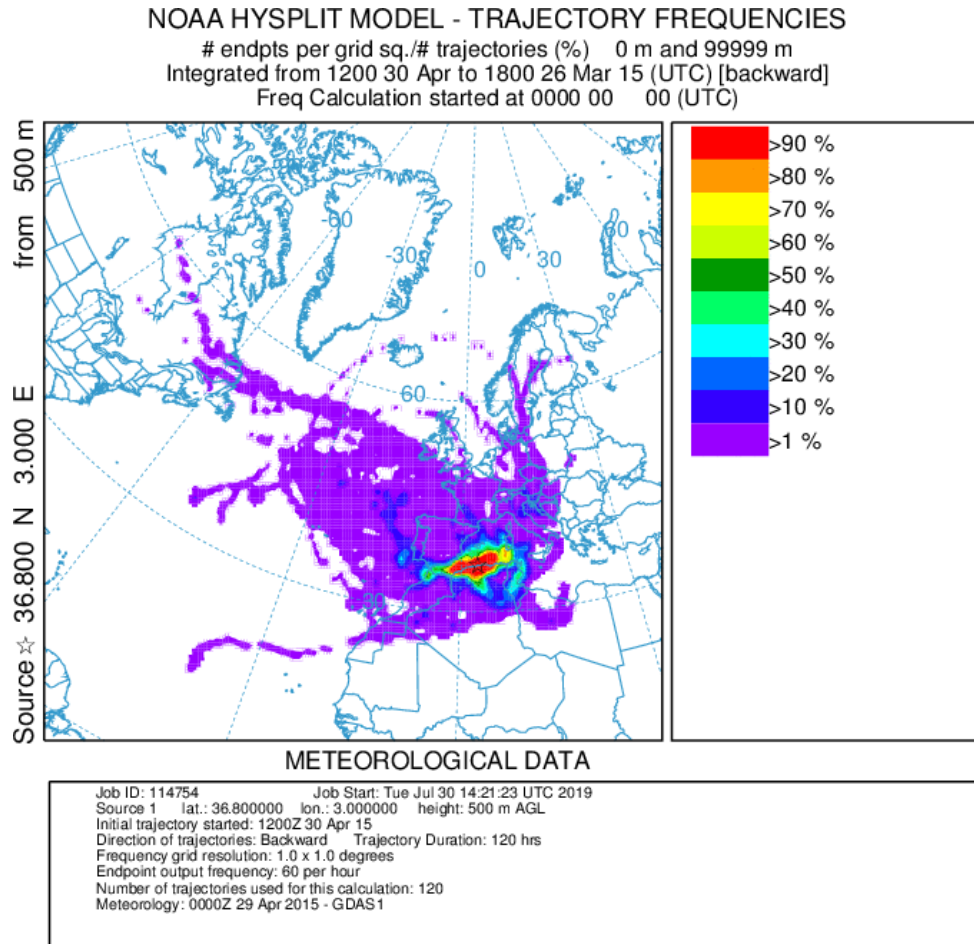 NOAA HYSPLIT MODEL - TRAJECTORY FREQUENCIES
# endpts per grid sq./# trajectories (%) 0 m and 99999 m
Integrated from 1200 30 Apr to 1800 26 Mar 15 (UTC) [backward]
Freq Calculation started at 0000 00 00 (UTC)
Source ☆ 36.800 N 3.000 E from 500 m
-60
-30
0
30
60
60
-30
>90 %
>80 %
>70 %
>60 %
>50 %
>40 %
>30 %
>20 %
>10 %
>1 %
METEOROLOGICAL DATA
Job ID: 114754 Job Start: Tue Jul 30 14:21:23 UTC 2019
Source 1 lat.: 36.800000 lon.: 3.000000 height: 500 m AGL
Initial trajectory started: 1200Z 30 Apr 15
Direction of trajectories: Backward Trajectory Duration: 120 hrs
Frequency grid resolution: 1.0 x 1.0 degrees
Endpoint output frequency: 60 per hour
Number of trajectories used for this calculation: 120
Meteorology: 0000Z 29 Apr 2015 - GDAS1